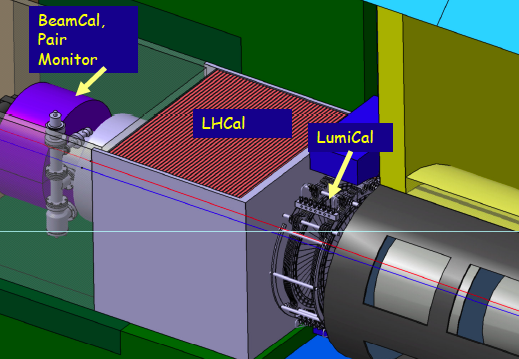 BeamCal,
Pair
Monitor
LHCal
LumiCal